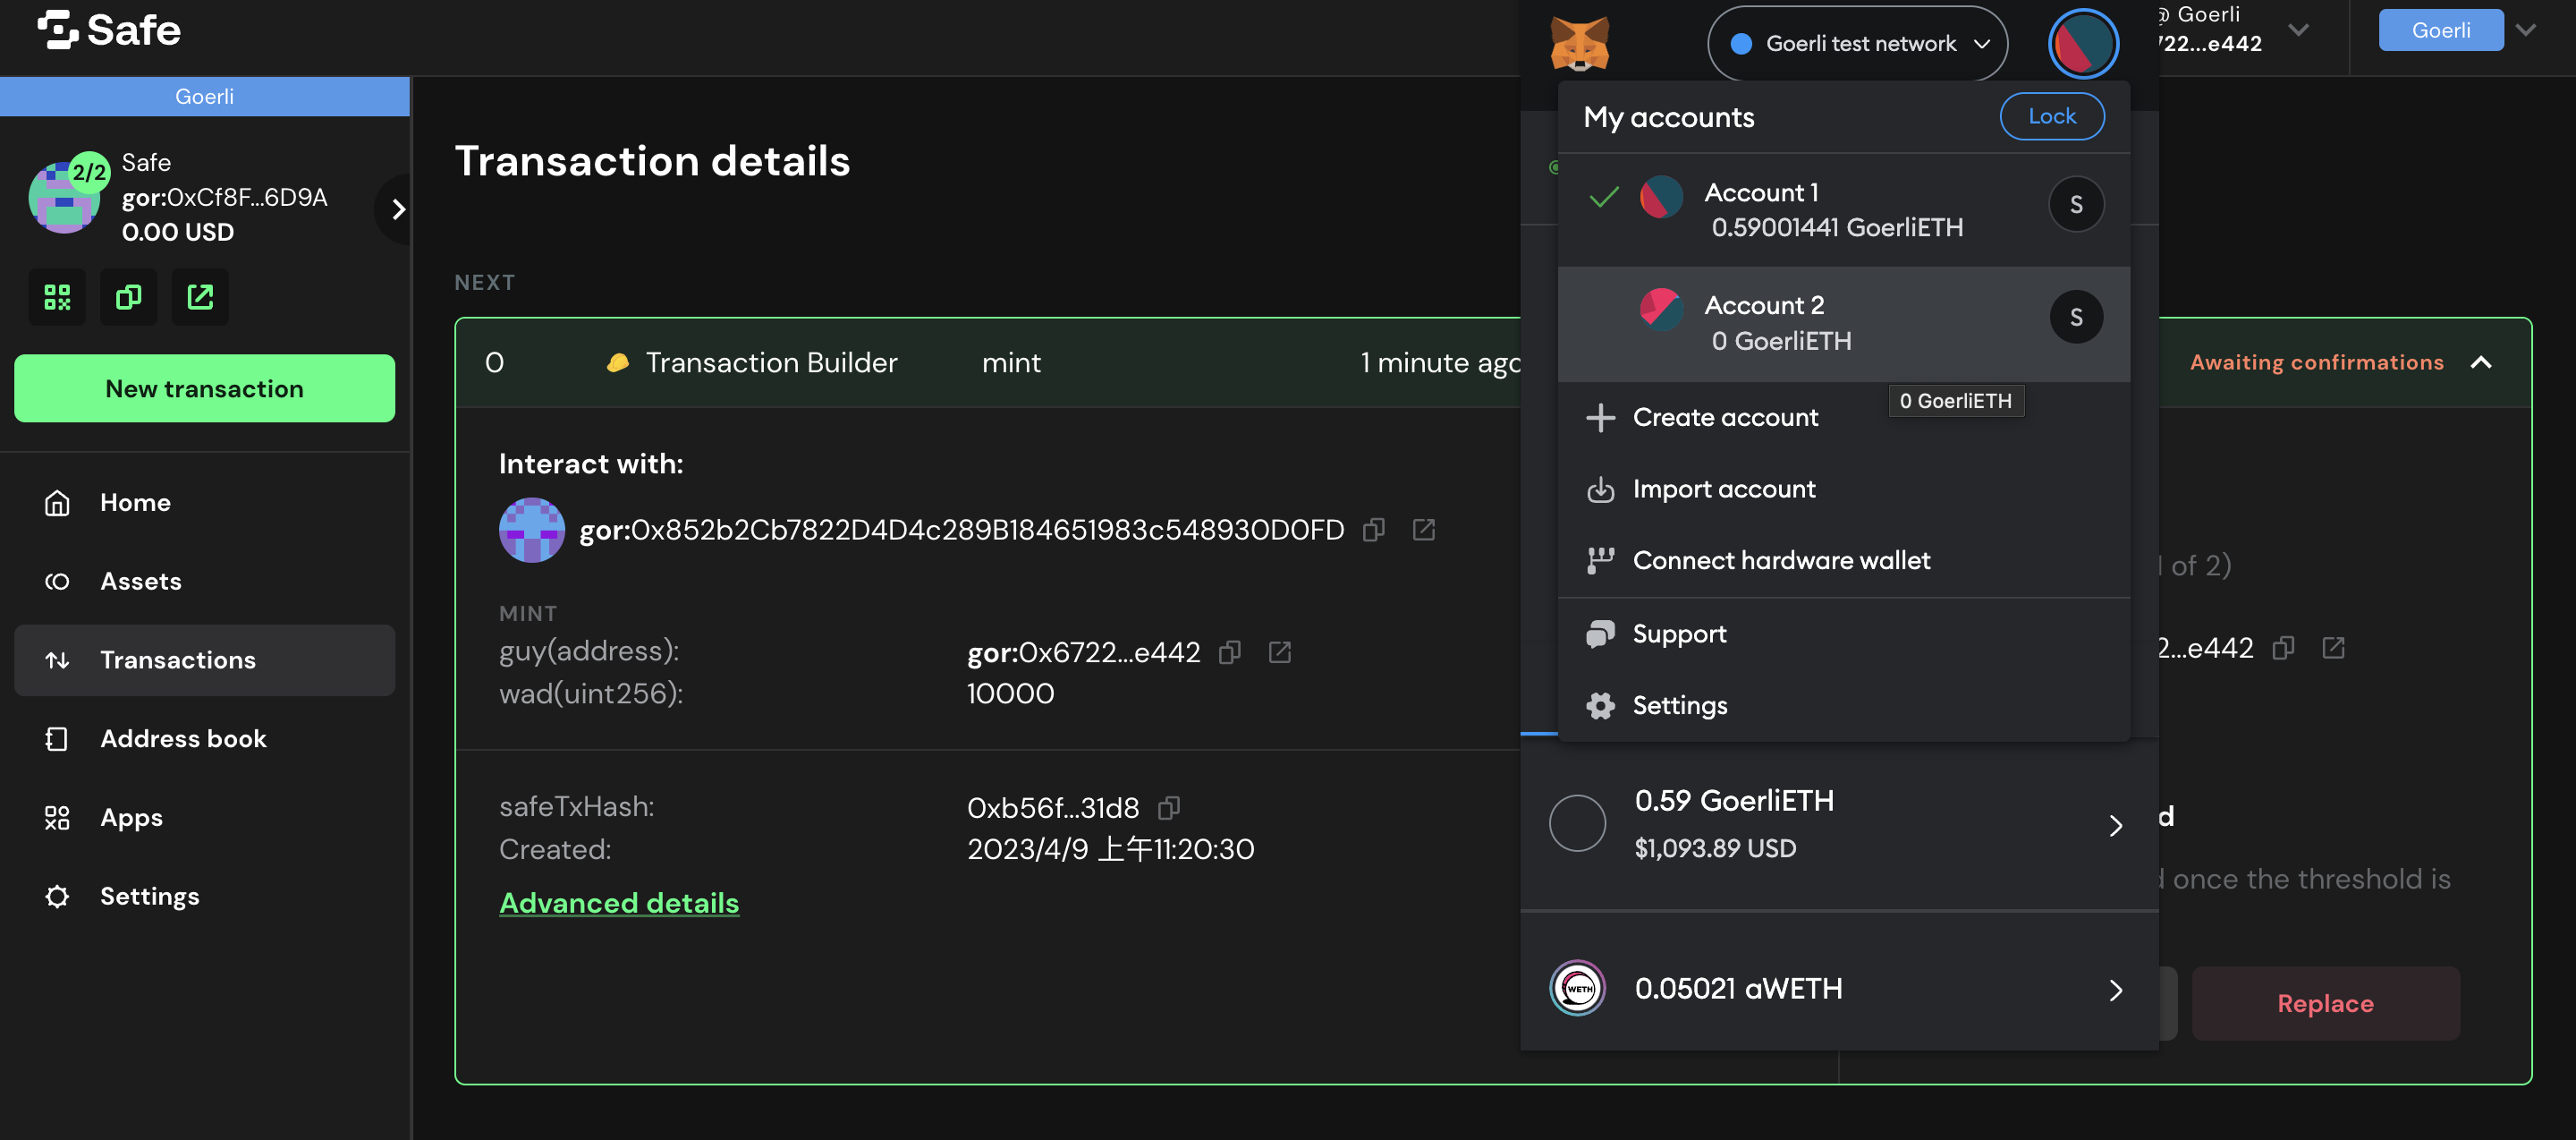 Safe
Goerli
2/2
Safe
gor:0xCf8F...6D9A
0.00 USD
New transaction
Home
Assets
Transactions
Address book
Apps
Settings
Transaction details
NEXT
0
Transaction Builder
mint
1 minute ago
Awaiting confirmations
Interact with:
gor:0x852b2Cb7822D4D4c289B184651983c548930D0FD
MINT
guy(address):
gor:0x6722...e442
wad(uint256):
10000
safeTxHash:
0xb56f...31d8
Created:
2023/4/9 上午11:20:30
Advanced details
Goerli test network
My accounts
Lock
Account 1
0.59001441 GoerliETH
S
Account 2
0 GoerliETH
S
0 GoerliETH
Create account
Import account
Connect hardware wallet
Support
Settings
0.59 GoerliETH
$1,093.89 USD
WETH
0.05021 aWETH
@ Goerli
722...e442
Goerli
of 2)
2...e442
once the threshold is
Replace